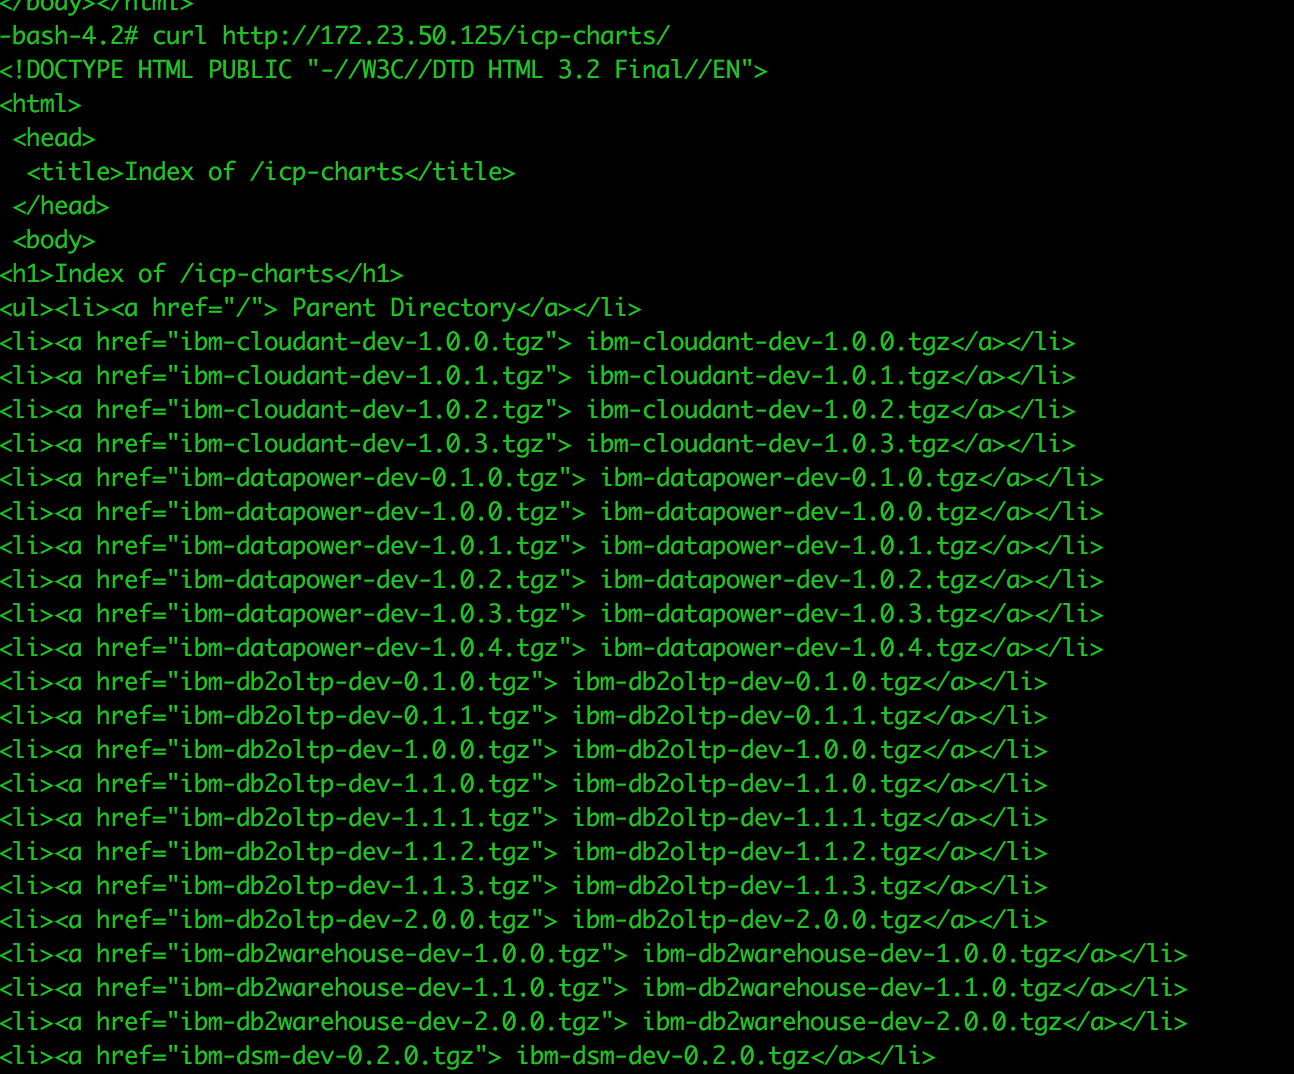 </body></html>
-bash-4.2# curl http://172.23.50.125/icp-charts/
<!DOCTYPE HTML PUBLIC "-//W3C//DTD HTML 3.2 Final//EN">
<html>
 <head>
  <title>Index of /icp-charts</title>
 </head>
 <body>
<h1>Index of /icp-charts</h1>
<ul><li><a href="/"> Parent Directory</a></li>
<li><a href="ibm-cloudant-dev-1.0.0.tgz"> ibm-cloudant-dev-1.0.0.tgz</a></li>
<li><a href="ibm-cloudant-dev-1.0.1.tgz"> ibm-cloudant-dev-1.0.1.tgz</a></li>
<li><a href="ibm-cloudant-dev-1.0.2.tgz"> ibm-cloudant-dev-1.0.2.tgz</a></li>
<li><a href="ibm-cloudant-dev-1.0.3.tgz"> ibm-cloudant-dev-1.0.3.tgz</a></li>
<li><a href="ibm-datapower-dev-0.1.0.tgz"> ibm-datapower-dev-0.1.0.tgz</a></li>
<li><a href="ibm-datapower-dev-1.0.0.tgz"> ibm-datapower-dev-1.0.0.tgz</a></li>
<li><a href="ibm-datapower-dev-1.0.1.tgz"> ibm-datapower-dev-1.0.1.tgz</a></li>
<li><a href="ibm-datapower-dev-1.0.2.tgz"> ibm-datapower-dev-1.0.2.tgz</a></li>
<li><a href="ibm-datapower-dev-1.0.3.tgz"> ibm-datapower-dev-1.0.3.tgz</a></li>
<li><a href="ibm-datapower-dev-1.0.4.tgz"> ibm-datapower-dev-1.0.4.tgz</a></li>
<li><a href="ibm-db2oltp-dev-0.1.0.tgz"> ibm-db2oltp-dev-0.1.0.tgz</a></li>
<li><a href="ibm-db2oltp-dev-0.1.1.tgz"> ibm-db2oltp-dev-0.1.1.tgz</a></li>
<li><a href="ibm-db2oltp-dev-1.0.0.tgz"> ibm-db2oltp-dev-1.0.0.tgz</a></li>
<li><a href="ibm-db2oltp-dev-1.1.0.tgz"> ibm-db2oltp-dev-1.1.0.tgz</a></li>
<li><a href="ibm-db2oltp-dev-1.1.1.tgz"> ibm-db2oltp-dev-1.1.1.tgz</a></li>
<li><a href="ibm-db2oltp-dev-1.1.2.tgz"> ibm-db2oltp-dev-1.1.2.tgz</a></li>
<li><a href="ibm-db2oltp-dev-1.1.3.tgz"> ibm-db2oltp-dev-1.1.3.tgz</a></li>
<li><a href="ibm-db2oltp-dev-2.0.0.tgz"> ibm-db2oltp-dev-2.0.0.tgz</a></li>
<li><a href="ibm-db2warehouse-dev-1.0.0.tgz"> ibm-db2warehouse-dev-1.0.0.tgz</a></li>
<li><a href="ibm-db2warehouse-dev-1.1.0.tgz"> ibm-db2warehouse-dev-1.1.0.tgz</a></li>
<li><a href="ibm-db2warehouse-dev-2.0.0.tgz"> ibm-db2warehouse-dev-2.0.0.tgz</a></li>
<li><a href="ibm-dsm-dev-0.2.0.tgz"> ibm-dsm-dev-0.2.0.tgz</a></li>